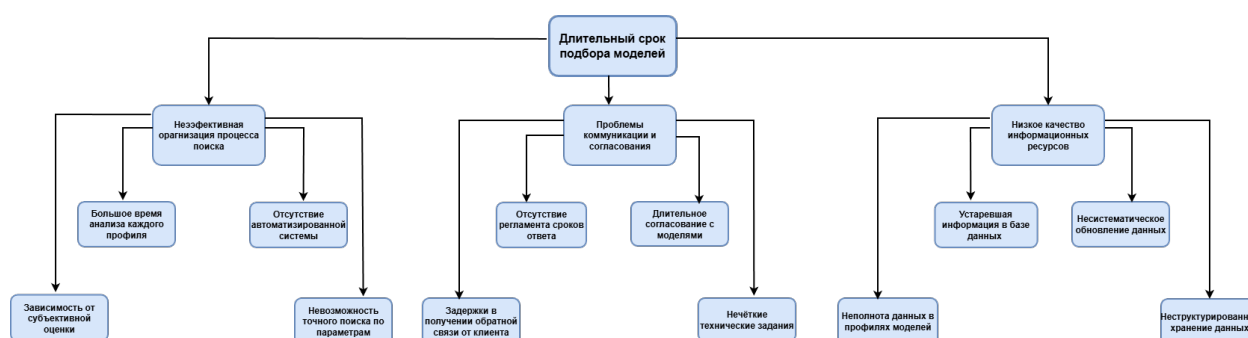 Длительный срок
подбора моделей
Неээфективная
орагнизация процесса
поиска
Проблемы
коммуникации и
согласования
Низкое качество
информационных
ресурсов
Большое время
анализа каждого
профиля
Отсутствие
автоматизированной
системы
Отсутствие
регламента сроков
ответа
Длительное
согласование с
моделями
Устаревшая
информация в базе
данных
Несистематическое
обновление данных
Зависимость от
субъективной
оценки
Невозможность
точного поиска по
параметрам
Задержки в
получении обратной
связи от клиента
Нечёткие
технические задания
Неполнота данных в
профилях моделей
хранение данных